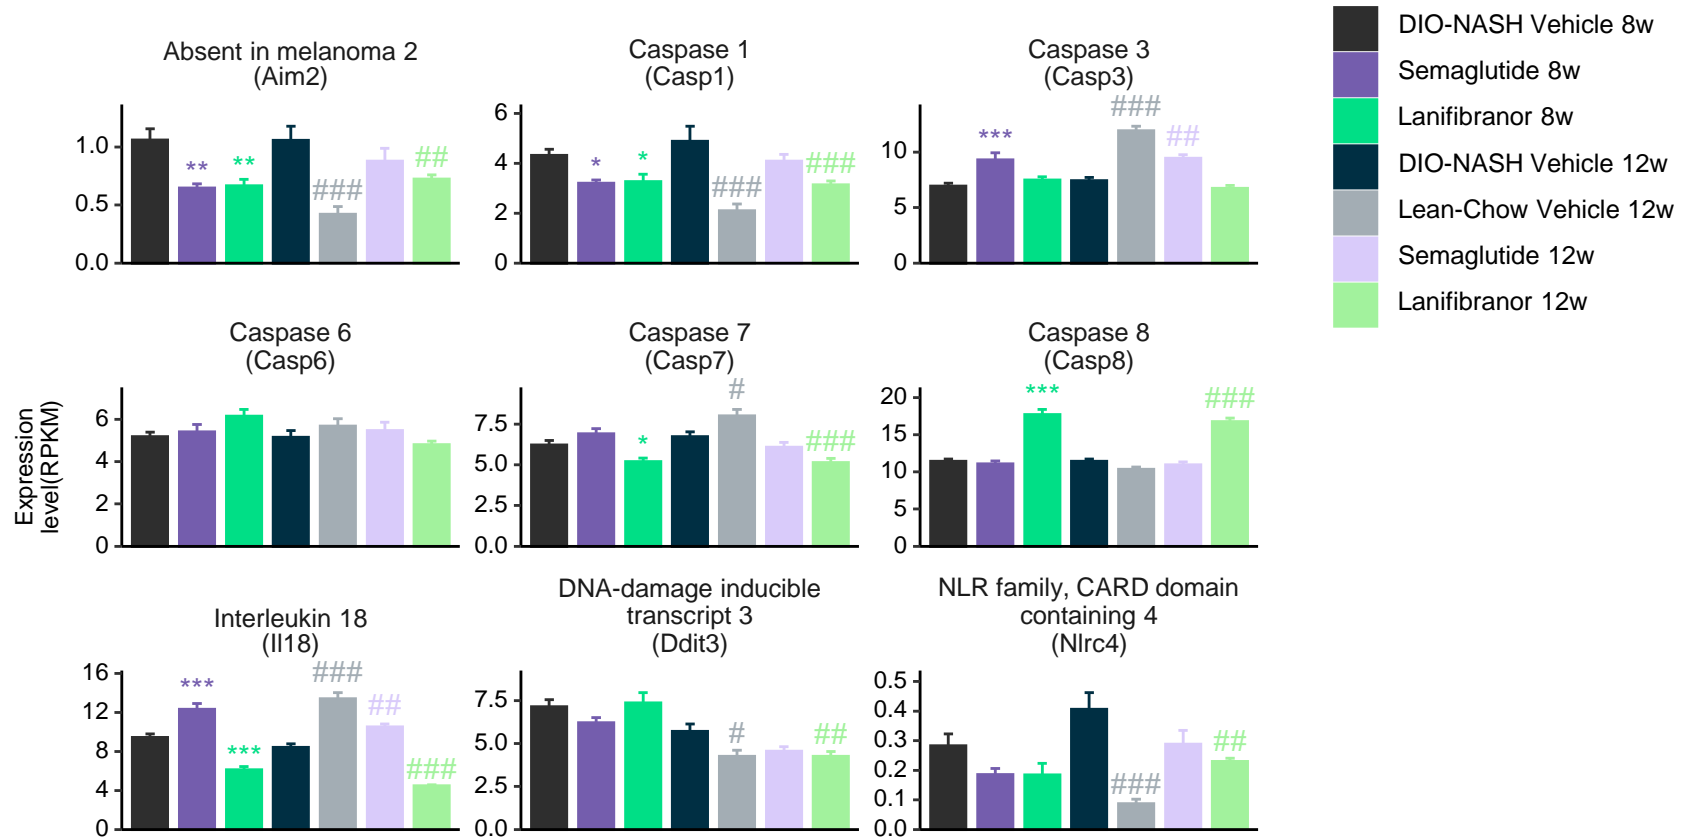 Absent in melanoma 2
(Aim2)
1.0
0.5
0.0
**
**
###
##
Caspase 1
(Casp1)
6
4
2
0
*
*
###
###
Caspase 3
(Casp3)
10
5
0
***
###
##
DIO-NASH Vehicle 8w
Semaglutide 8w
Lanifibranor 8w
DIO-NASH Vehicle 12w
Lean-Chow Vehicle 12w
Semaglutide 12w
Lanifibranor 12w
Expression
level(RPKM)
Caspase 6
(Casp6)
6
4
2
0
Caspase 7
(Casp7)
7.5
5.0
2.5
0.0
*
#
###
Caspase 8
(Casp8)
20
15
10
5
0
***
###
Interleukin 18
(Il18)
16
12
8
4
0
***
***
###
##
###
DNA-damage inducible
transcript 3
(Ddit3)
7.5
5.0
2.5
0.0
#
##
NLR family, CARD domain
containing 4
(Nlrc4)
0.5
0.4
0.3
0.2
0.1
0.0
###
##